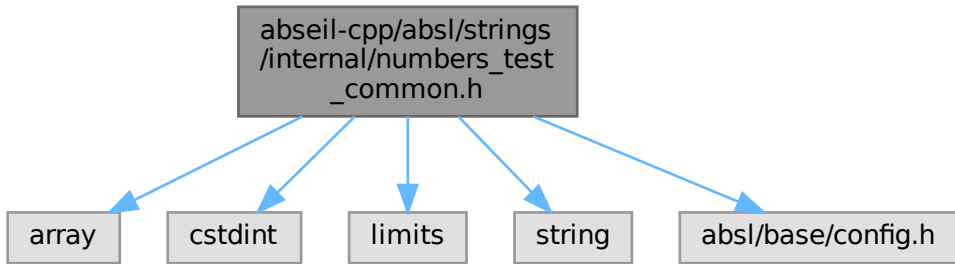 abseil-cpp/absl/strings
/internal/numbers_test
_common.h
array
cstdint
limits
string
absl/base/config.h